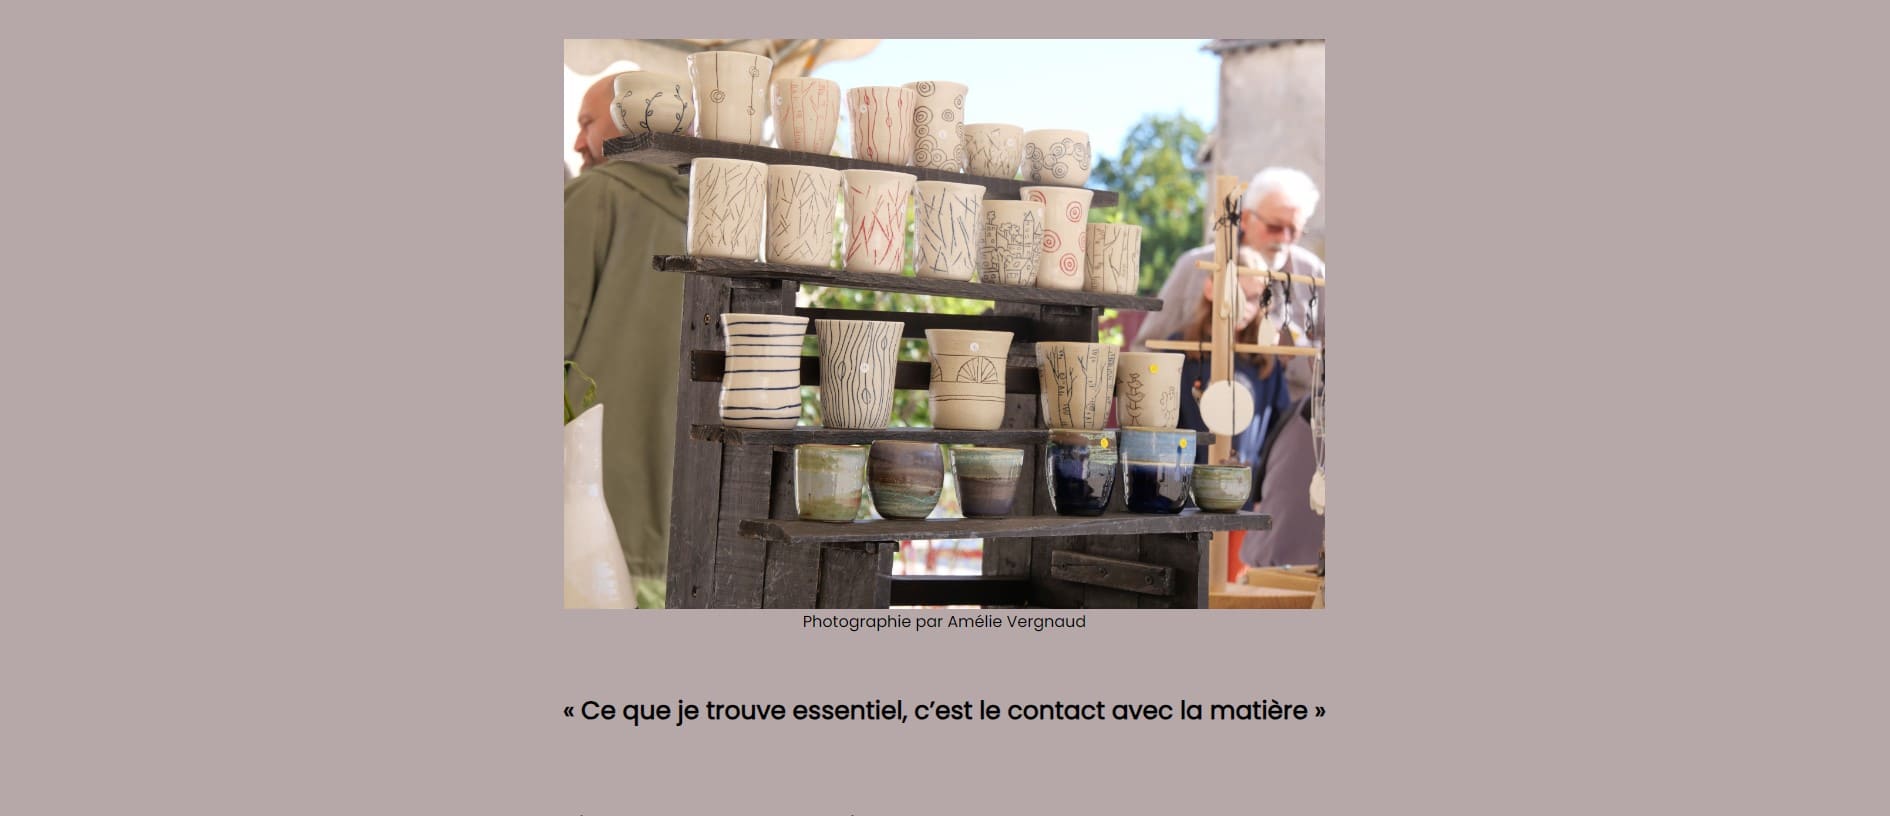 Photographie par Amélie Vergnaud
« Ce que je trouve essentiel, c’est le contact avec la matière »